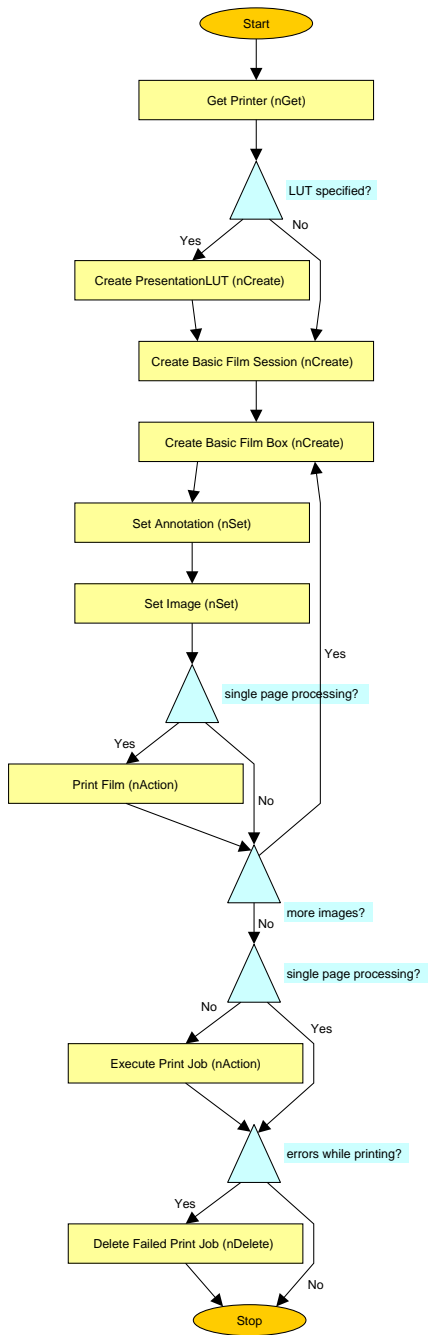 Start
Get Printer (nGet)
LUT specified?
Yes
No
Create PresentationLUT (nCreate)
Create Basic Film Session (nCreate)
Create Basic Film Box (nCreate)
Set Annotation (nSet)
Set Image (nSet)
Yes
single page processing?
Yes
Print Film (nAction)
No
more images?
No
single page processing?
No
Yes
Execute Print Job (nAction)
errors while printing?
Yes
Delete Failed Print Job (nDelete)
No
Stop